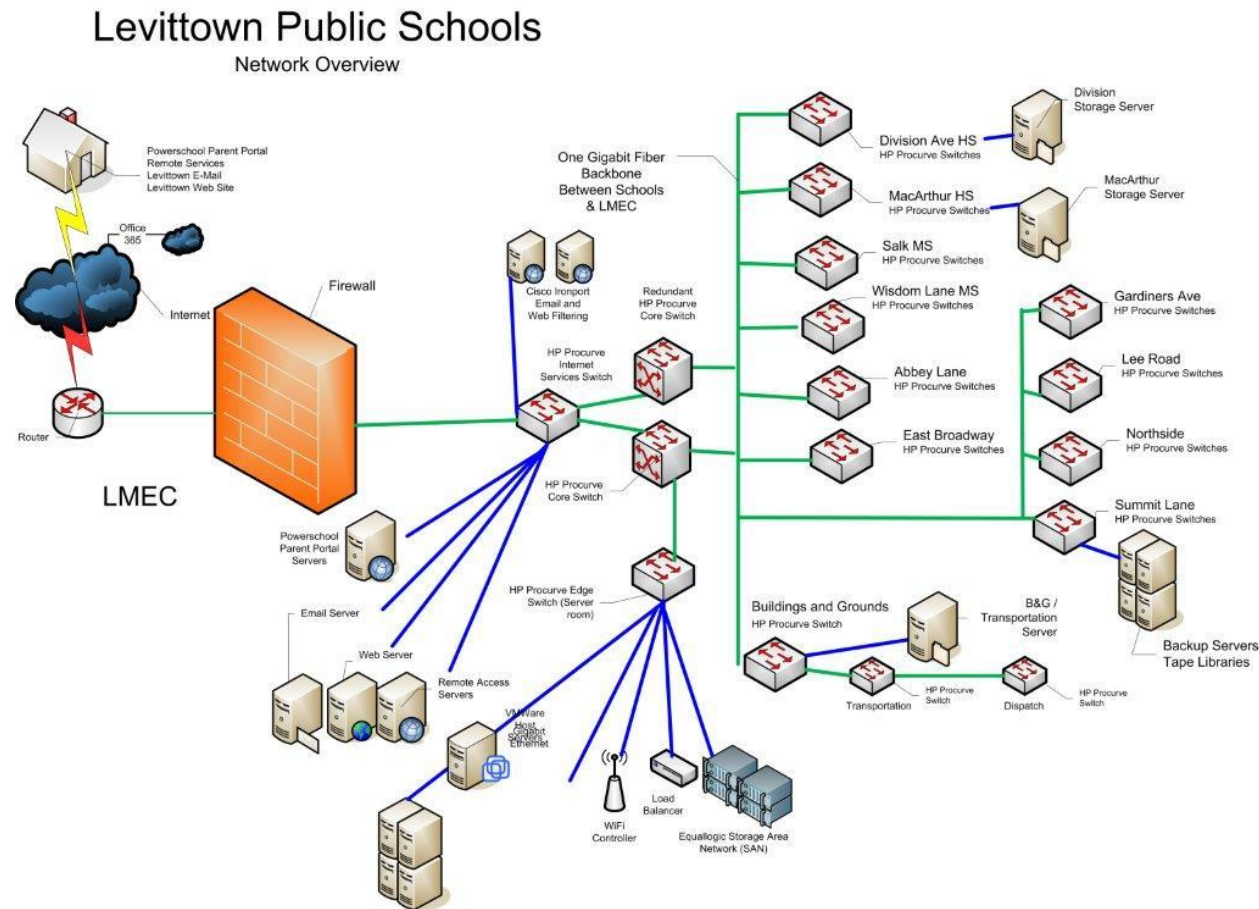 Levittown Public Schools
Network Overview
Powerschool Parent Portal
Remote Services
Levittown E-Mail
Levittown Web Site
Office
365
Internet
Router
LMEC
Firewall
One Gigabit Fiber
Backbone
Between Schools
& LMEC
Cisco Ironport
Email and
Web Filtering
Redundant
HP Procurve
Core Switch
HP Procurve
Internet
Services Switch
HP Procurve
Core Switch
Powerschool
Parent Portal
Servers
Email Server
Web Server
Remote Access
Servers
HP Procurve Edge
Switch (Server
room)
VMWare
Host
Servers
Gigabit
Ethernet
WiFi
Controller
Load
Balancer
Equallogic Storage Area
Network (SAN)
Division Ave HS
HP Procurve Switches
Division
Storage Server
MacArthur HS
HP Procurve Switches
MacArthur
Storage Server
Salk MS
HP Procurve Switches
Wisdom Lane MS
HP Procurve Switches
Abbey Lane
HP Procurve Switches
East Broadway
HP Procurve Switches
Gardiners Ave
HP Procurve Switches
Lee Road
HP Procurve Switches
Northside
HP Procurve Switches
Summit Lane
HP Procurve Switches
Backup Servers
Tape Libraries
Buildings and Grounds
HP Procurve Switch
B&G /
Transportation
Server
Transportation
HP Procurve
Switch
Dispatch
HP Procurve
Switch